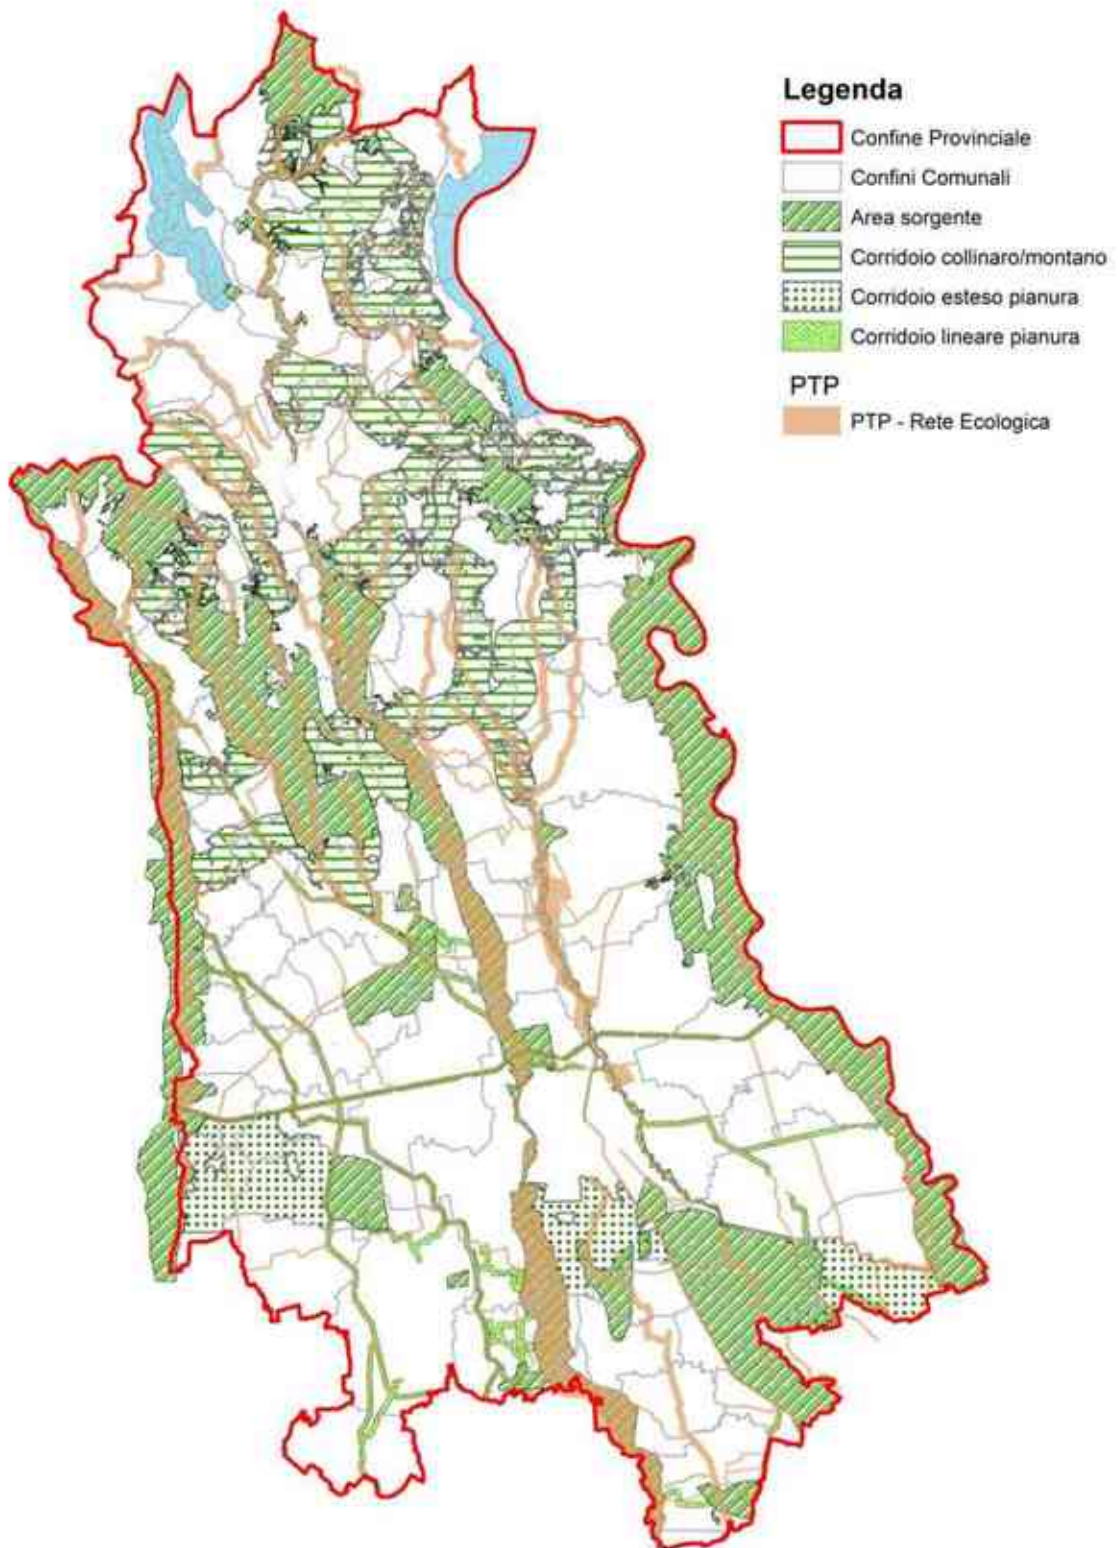 Legenda
Confine Provinciale
Confini Comunali
Area sorgente
Corridoio collinaro/montano
Corridoio esteso pianura
Corridoio lineare pianura
PTP
PTP - Rete Ecologica